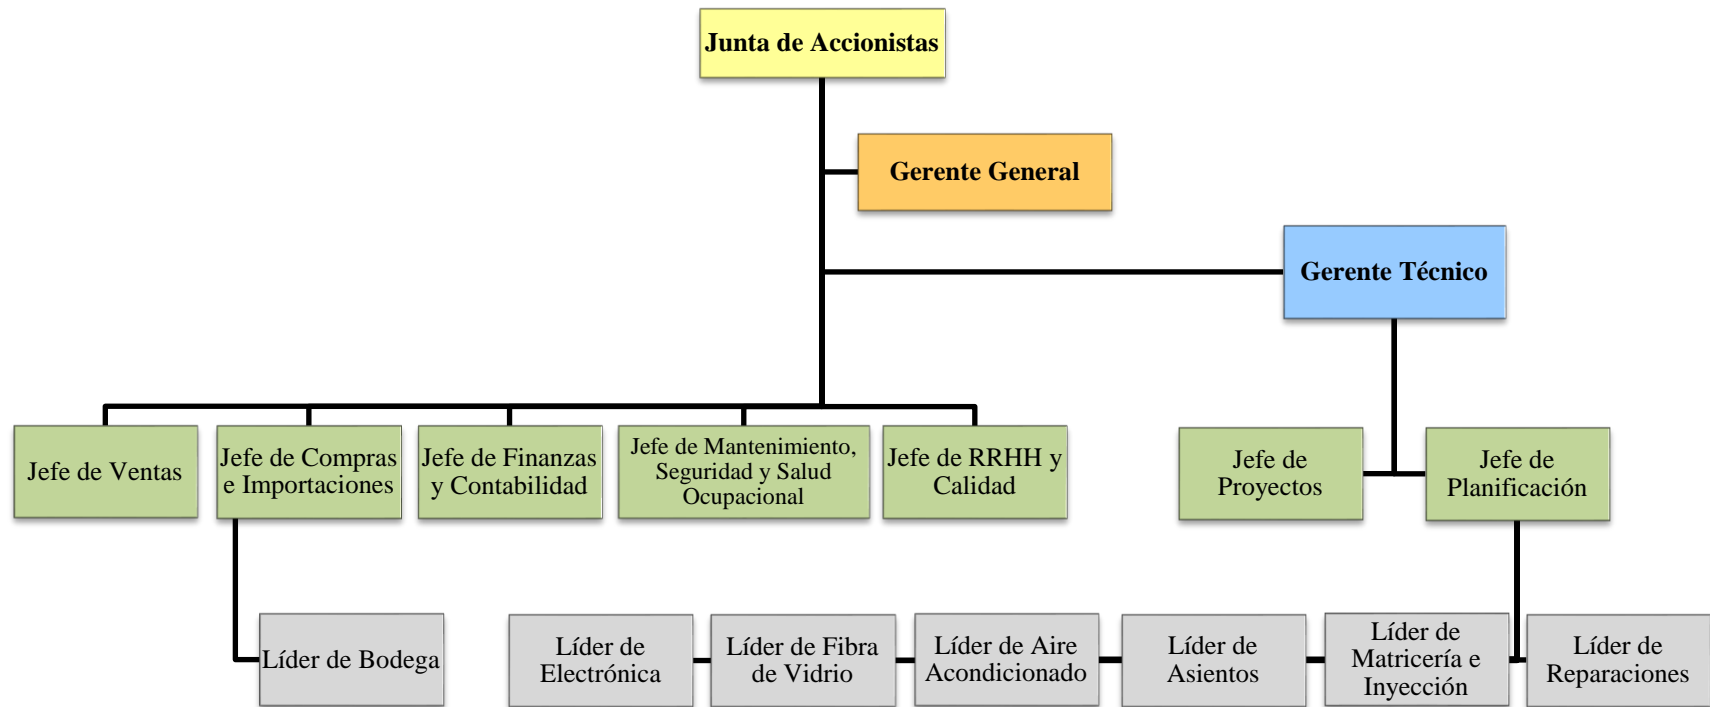 Junta de Accionistas
Gerente General
Gerente Técnico
Jefe de Ventas
Jefe de Compras
e Importaciones
Jefe de Finanzas
y Contabilidad
Jefe de Mantenimiento,
Seguridad y Salud
Ocupacional
Jefe de RRHH y
Calidad
Jefe de
Proyectos
Jefe de
Planificación
Líder de Bodega
Líder de
Electrónica
Líder de Fibra
de Vidrio
Líder de Aire
Acondicionado
Líder de
Asientos
Líder de
Matricería e
Inyección
Líder de
Reparaciones